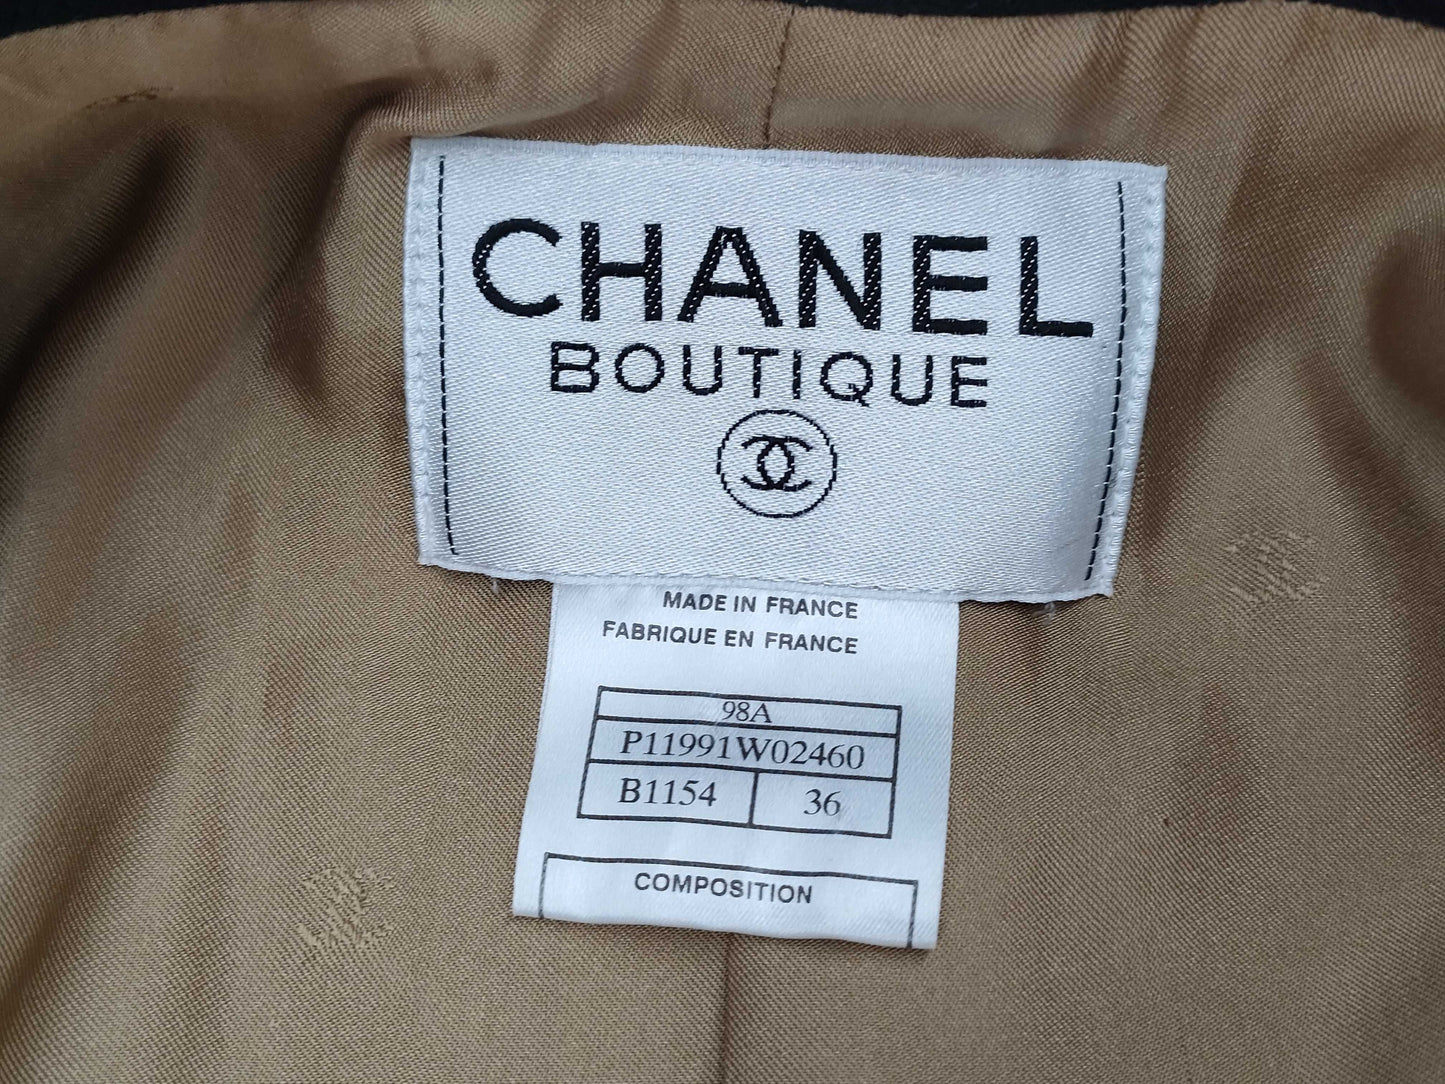 CHANEL
BOUTIQUE
MADE IN FRANCE
FABRIQUE EN FRANCE
98A
P11991W02460
B1154 36
COMPOSITION